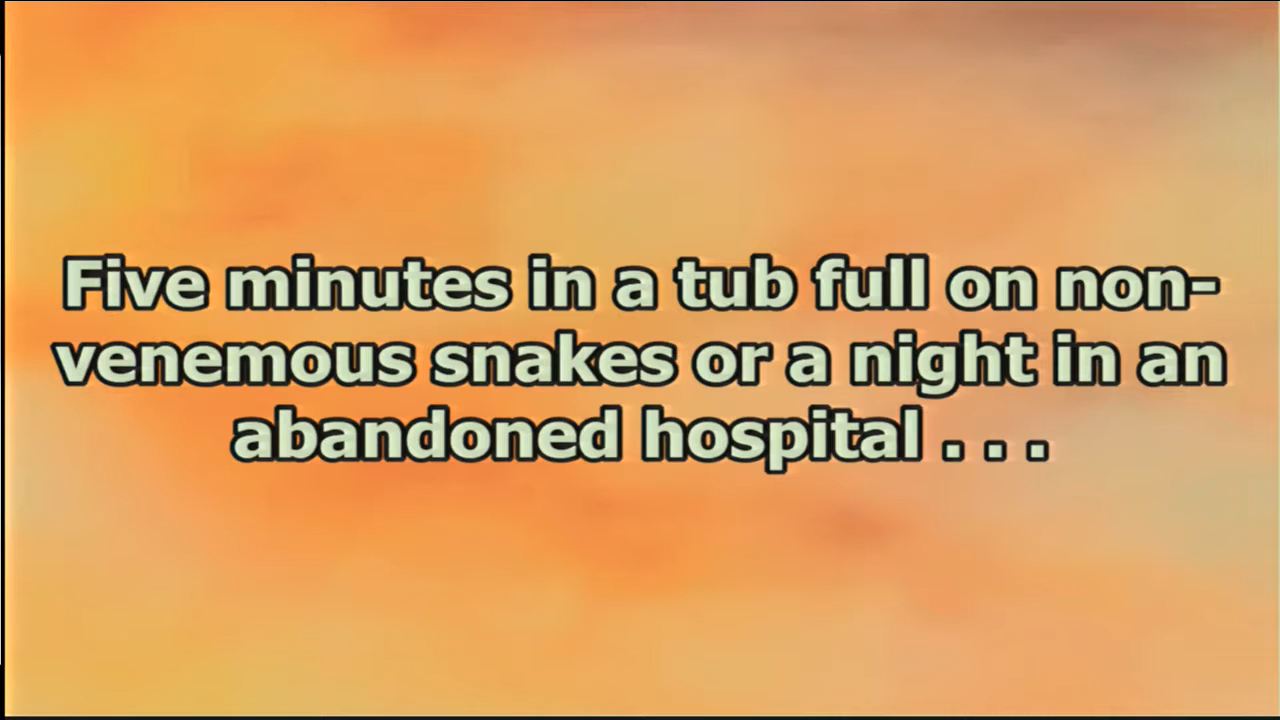 Five minutes in a tub full on non-
venemous snakes or a night in an
abandoned hospital . . .